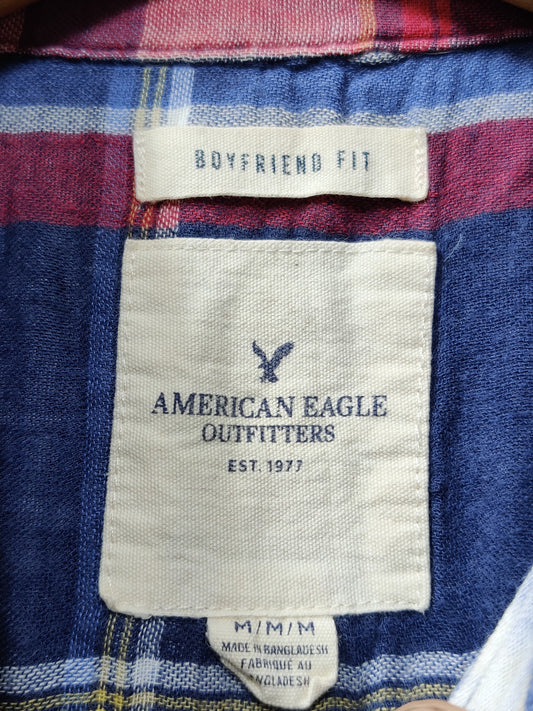 BOYFRIEND FIT
AMERICAN EAGLE
OUTFITTERS
EST. 1977
M/M/M
MADE IN BANGLADESH
FABRIQUÉ AU
BANGLADESH